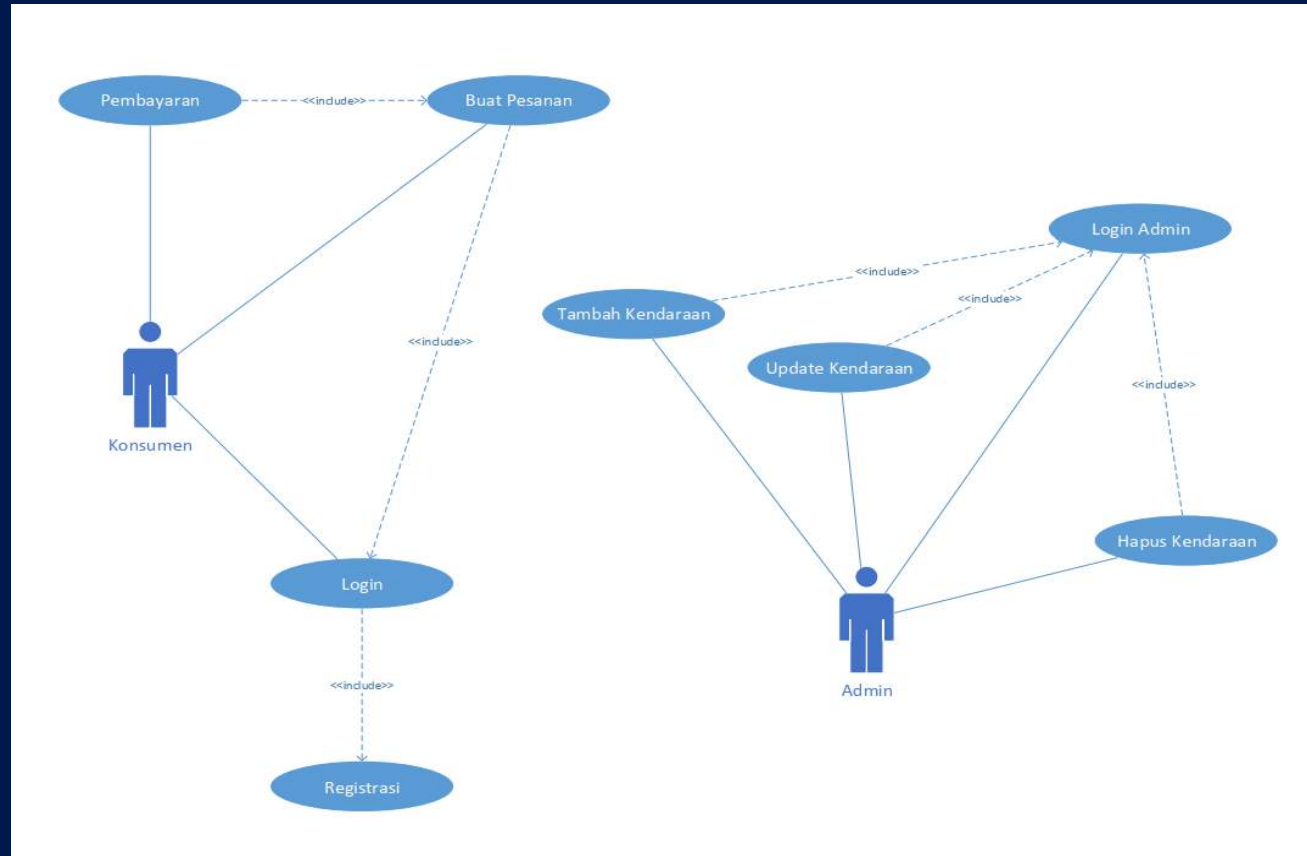 Pembayaran
<<include>>
Buat Pesanan
Login Admin
<<include>>
<<include>>
Tambah Kendaraan
<<include>>
Update Kendaraan
<<include>>
Konsumen
Hapus Kendaraan
Login
<<include>>
Admin
Registrasi